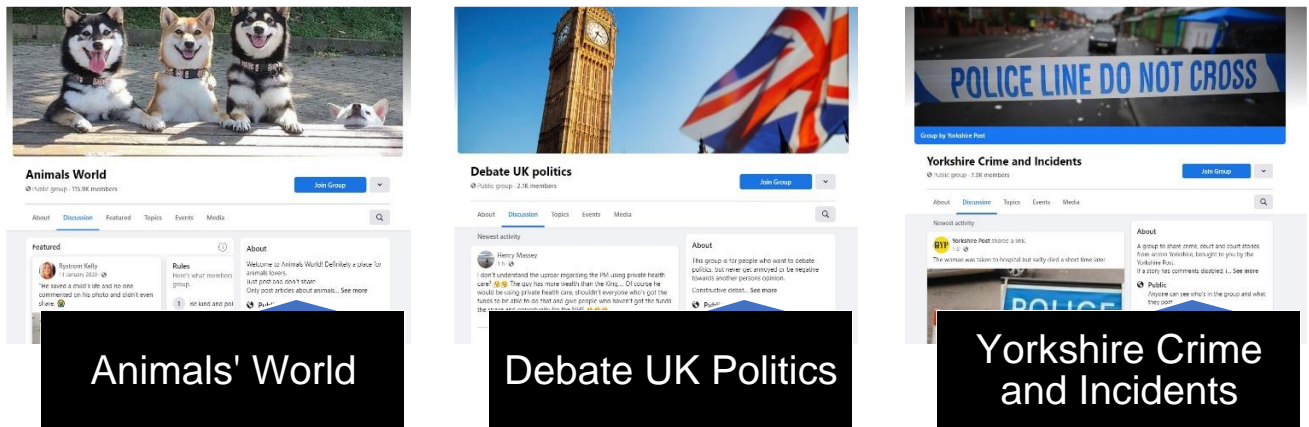 Animals World
Public group · 115.9K members
Join Group
About Discussion Featured Topics Events Media
Featured
Rystrom Kelly
11 January 2020 ·
"He saved a child's life and no one
commented on his photo and didn't even
share.
Rules
Here's what members
group.
1 Be kind and pol
About
Welcome to Animals World! Definitely a place for
animals lovers.
Just post and don't share
Only post articles about animals... See more
Animals' World
Debate UK politics
Public group · 2.1K members
Join Group
About Discussion Topics Events Media
Newest activity
Henry Massey
1 h ·
I don't understand the uproar regarding the PM using private health
care? The guy has more wealth than the King... Of course he
would be using private health care, shouldn't everyone who's got the
funds to be able to do that and give people who haven't got the funds
the space and opportunity for the NHS
About
This group is for people who want to debate
politics, but never get annoyed or be negative
towards another persons opinion.
Constructive debat... See more
Debate UK Politics
POLICE LINE DO NOT CROSS
Group by Yorkshire Post
Yorkshire Crime and Incidents
Public group · 7.3K members
Join Group
About Discussion Topics Events Media
Newest activity
YP
Yorkshire Post shared a link.
1 d ·
The woman was taken to hospital but sadly died a short time later
POLICE
About
A group to share crime, court and court stories
from across Yorkshire, brought to you by the
Yorkshire Post.
If a story has comments disabled, i... See more
Public
Anyone can see who's in the group and what
they post.
Yorkshire Crime
and Incidents